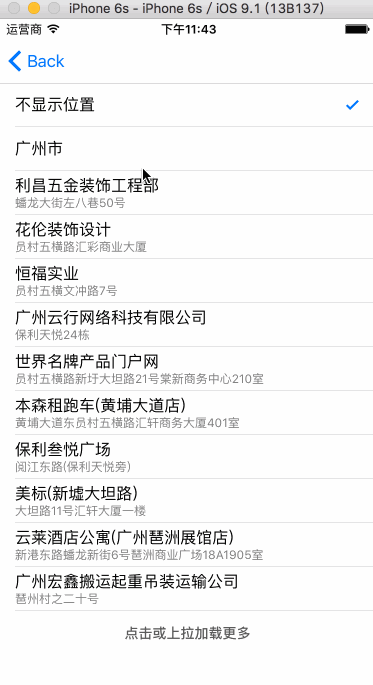 iPhone 6s - iPhone 6s / iOS 9.1 (13B137)
运营商 下午11:43
Back
不显示位置
广州市
利昌五金装饰工程部
蟠龙大街左八巷50号
花伦装饰设计
员村五横路汇彩商业大厦
恒福实业
员村五横文冲路7号
广州云行网络科技有限公司
保利天悦24栋
世界名牌产品门户网
员村五横路新圩大坦路21号棠新商务中心210室
本森租跑车(黄埔大道店)
黄埔大道东员村五横路汇轩商务大厦401室
保利叁悦广场
阅江东路(保利天悦旁)
美标(新墟大坦路)
大坦路11号汇轩大厦一楼
云莱酒店公寓(广州琶洲展馆店)
新港东路蟠龙新街6号琶洲商业广场18A1905室
广州宏鑫搬运起重吊装运输公司
琶州村之二十号
点击或上拉加载更多